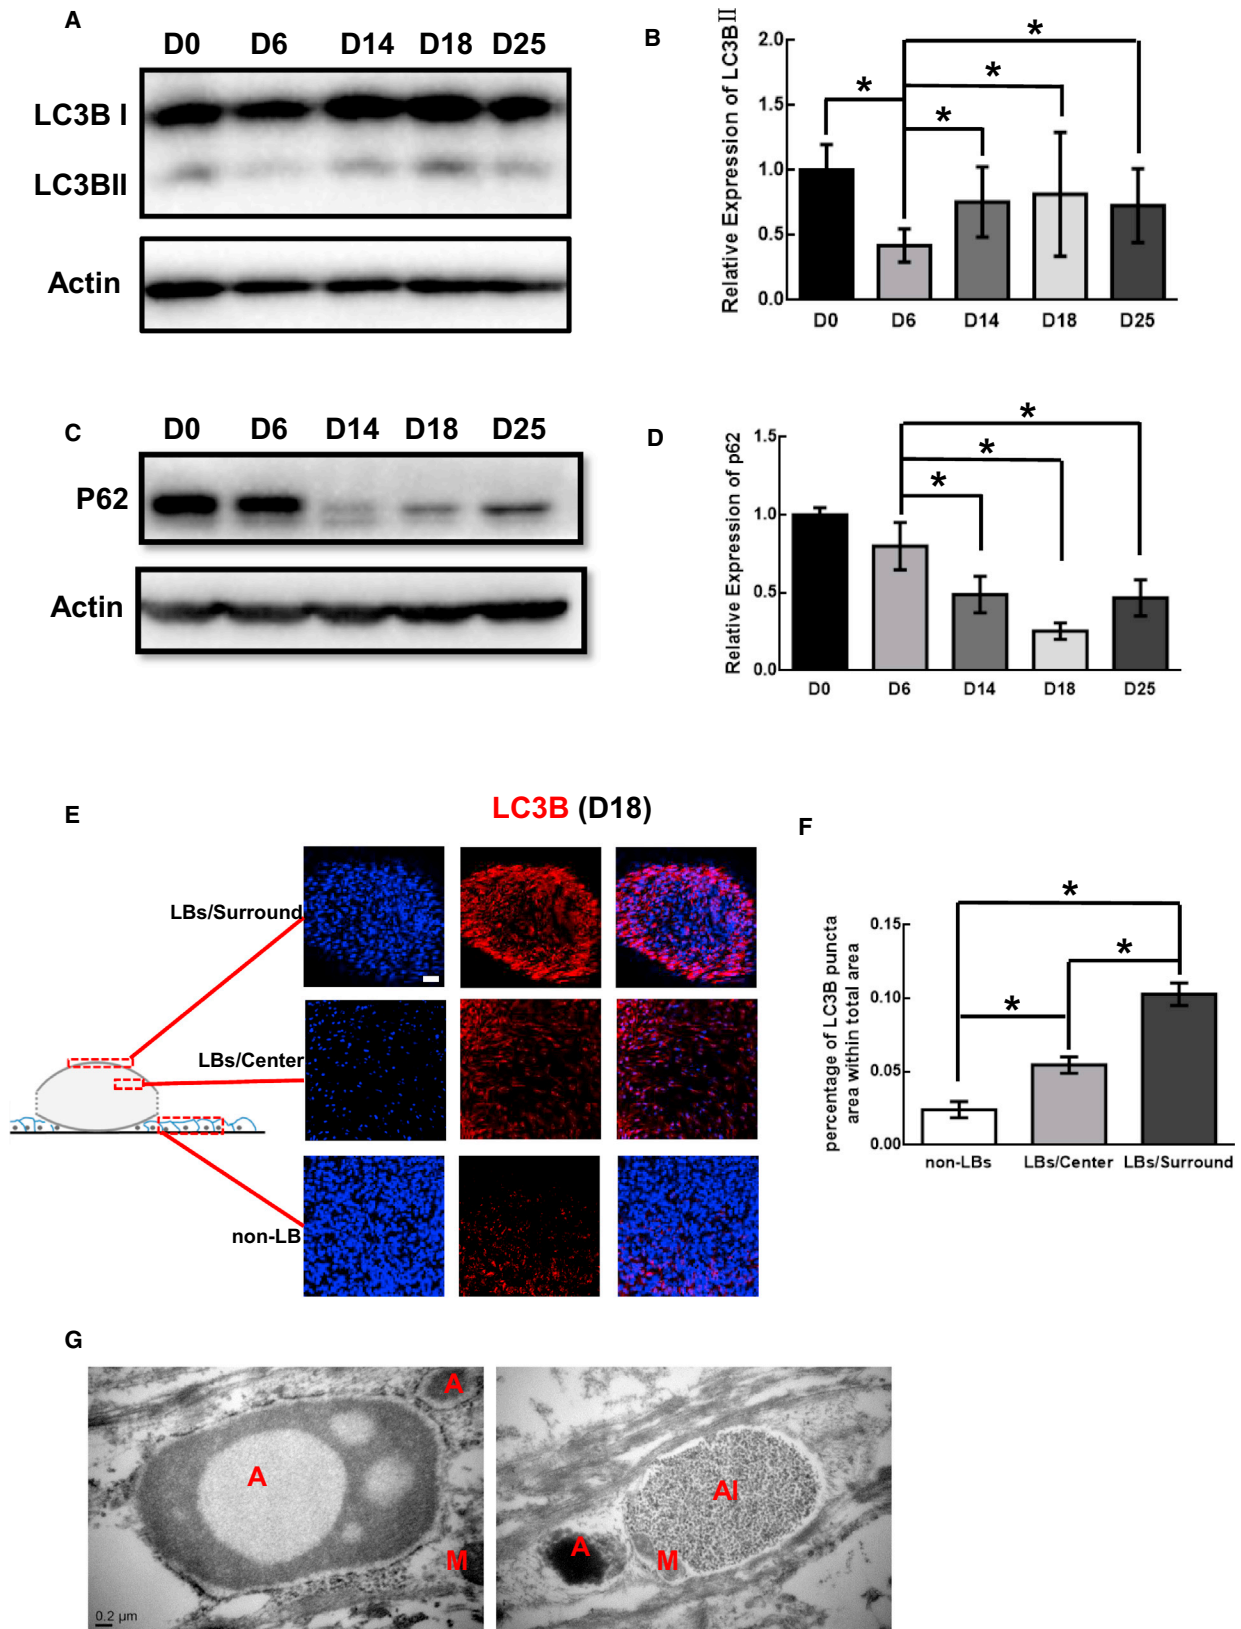 A
D0 D6 D14 D18 D25
LC3B I
LC3BII
Actin
B
Relative Expression of LC3BⅡ
2.0
1.5
1.0
0.5
0.0
* * * *
D0 D6 D14 D18 D25
C
D0 D6 D14 D18 D25
P62
Actin
D
Relative Expression of p62
1.5
1.0
0.5
0.0
* * *
D0 D6 D14 D18 D25
E
LC3B (D18)
LBs/Surround
LBs/Center
non-LB
F
percentage of LC3B puncta
area within total area
0.15
0.10
0.05
0.00
* * *
non-LBs LBs/Center LBs/Surround
G
A
A
M
0.2 μm
Al
A
M